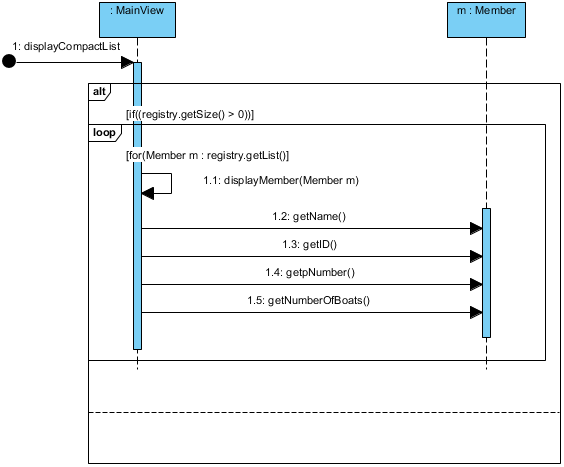 : MainView
m : Member
1: displayCompactList
alt
[if((registry.getSize() > 0))]
loop
[for(Member m : registry.getList()]
1.1: displayMember(Member m)
1.2: getName()
1.3: getID()
1.4: getpNumber()
1.5: getNumberOfBoats()